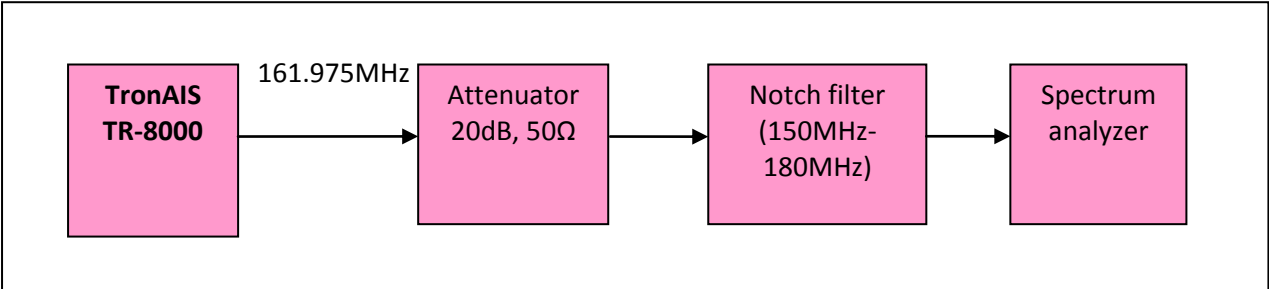 161.975MHz
TronAIS
TR-8000
Attenuator
20dB, 50Ω
Notch filter
(150MHz-
180MHz)
Spectrum
analyzer